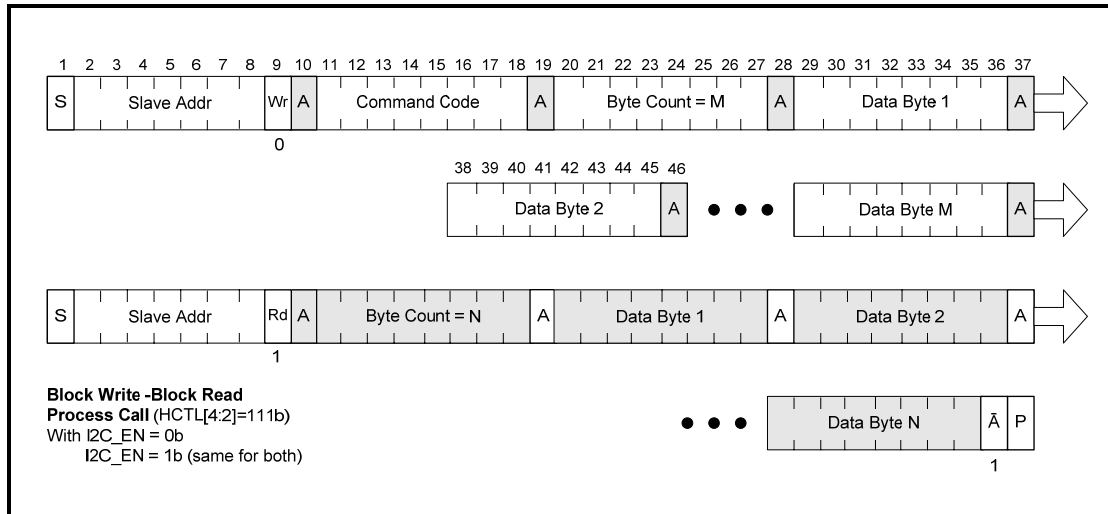 1 2 3 4 5 6 7 8 9 10 11 12 13 14 15 16 17 18 19 20 21 22 23 24 25 26 27 28 29 30 31 32 33 34 35 36 37
S Slave Addr Wr A Command Code A Byte Count = M A Data Byte 1 A
0
38 39 40 41 42 43 44 45 46
Data Byte 2 A Data Byte M A
S Slave Addr Rd A Byte Count = N A Data Byte 1 A Data Byte 2 A
1
Block Write -Block Read
Process Call (HCTL[4:2]=111b)
With I2C_EN = 0b
I2C_EN = 1b (same for both)
Data Byte N Ā P
1